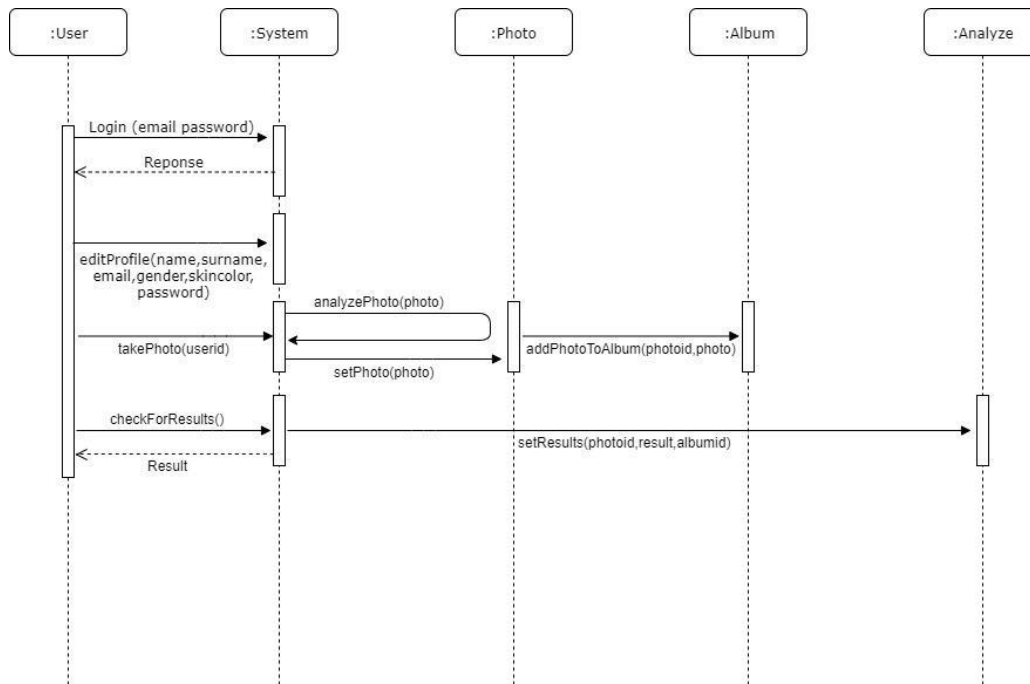 :User
:System
:Photo
:Album
:Analyze
Login (email password)
Reponse
editProfile(name,surname,
email,gender,skincolor,
password)
analyzePhoto(photo)
takePhoto(userid)
addPhotoToAlbum(photoid,photo)
setPhoto(photo)
checkForResults()
setResults(photoid,result,albumid)
Result